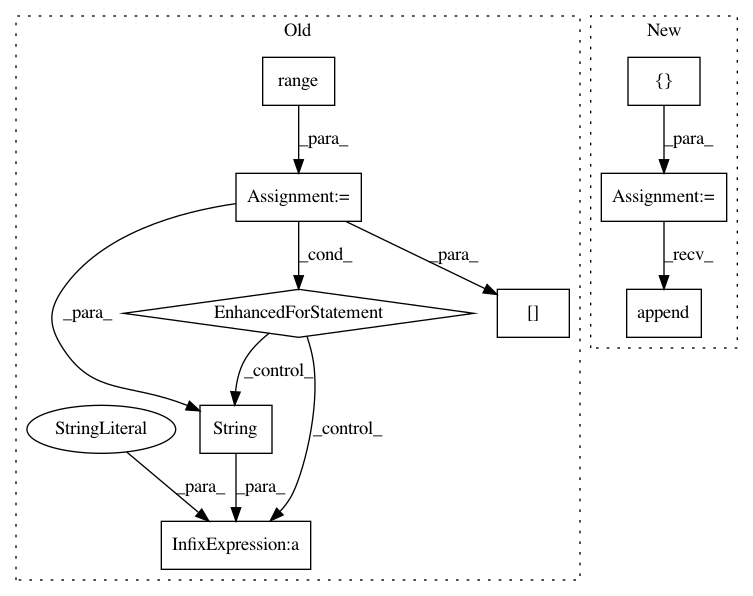 Old
New
range
{}
_para_
_para_
Assignment:=
Assignment:=
_cond_
_para_
_recv_
_para_
EnhancedForStatement
[]
append
_control_
StringLiteral
String
_control_
_para_
_para_
InfixExpression:a